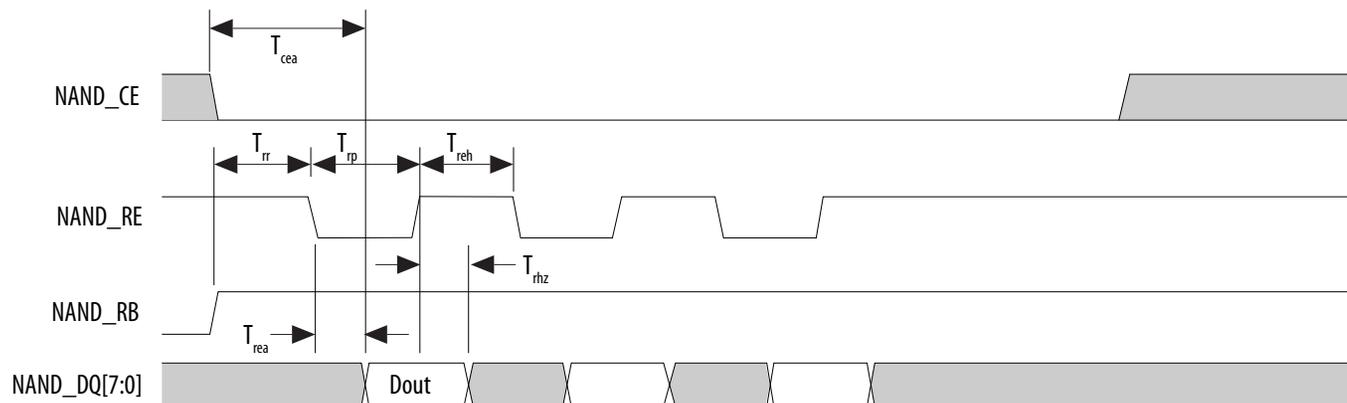 Tcea
NAND_CE
Trr Trp Treh
NAND_RE
Trhz
NAND_RB
Trea
NAND_DQ[7:0] Dout